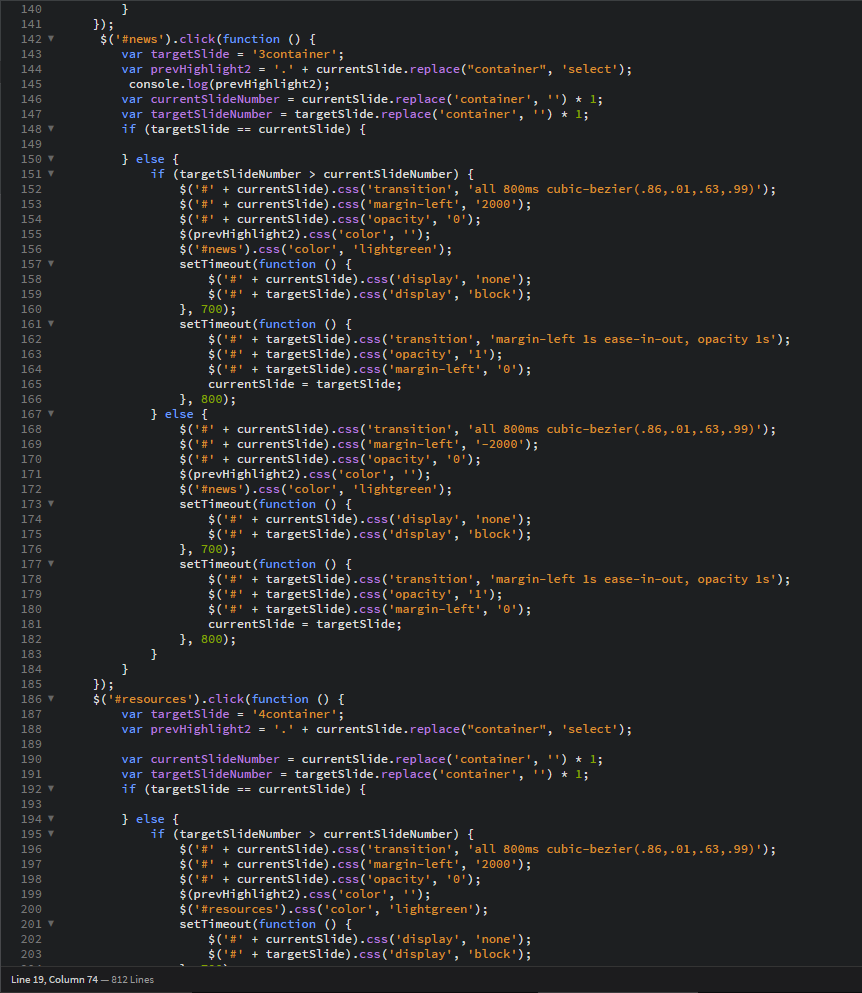 140 }
141 });
142 $('#news').click(function () {
143 var targetSlide = '3container';
144 var prevHighlight2 = '.' + currentSlide.replace("container", 'select');
145 console.log(prevHighlight2);
146 var currentSlideNumber = currentSlide.replace('container', '') * 1;
147 var targetSlideNumber = targetSlide.replace('container', '') * 1;
148 if (targetSlide == currentSlide) {
149
150 } else {
151 if (targetSlideNumber > currentSlideNumber) {
152 $('#' + currentSlide).css('transition', 'all 800ms cubic-bezier(.86,.01,.63,.99)');
153 $('#' + currentSlide).css('margin-left', '2000');
154 $('#' + currentSlide).css('opacity', '0');
155 $(prevHighlight2).css('color', '');
156 $('#news').css('color', 'lightgreen');
157 setTimeout(function () {
158 $('#' + currentSlide).css('display', 'none');
159 $('#' + targetSlide).css('display', 'block');
160 }, 700);
161 setTimeout(function () {
162 $('#' + targetSlide).css('transition', 'margin-left 1s ease-in-out, opacity 1s');
163 $('#' + targetSlide).css('opacity', '1');
164 $('#' + targetSlide).css('margin-left', '0');
165 currentSlide = targetSlide;
166 }, 800);
167 } else {
168 $('#' + currentSlide).css('transition', 'all 800ms cubic-bezier(.86,.01,.63,.99)');
169 $('#' + currentSlide).css('margin-left', '-2000');
170 $('#' + currentSlide).css('opacity', '0');
171 $(prevHighlight2).css('color', '');
172 $('#news').css('color', 'lightgreen');
173 setTimeout(function () {
174 $('#' + currentSlide).css('display', 'none');
175 $('#' + targetSlide).css('display', 'block');
176 }, 700);
177 setTimeout(function () {
178 $('#' + targetSlide).css('transition', 'margin-left 1s ease-in-out, opacity 1s');
179 $('#' + targetSlide).css('opacity', '1');
180 $('#' + targetSlide).css('margin-left', '0');
181 currentSlide = targetSlide;
182 }, 800);
183 }
184 }
185 });
186 $('#resources').click(function () {
187 var targetSlide = '4container';
188 var prevHighlight2 = '.' + currentSlide.replace("container", 'select');
189
190 var currentSlideNumber = currentSlide.replace('container', '') * 1;
191 var targetSlideNumber = targetSlide.replace('container', '') * 1;
192 if (targetSlide == currentSlide) {
193
194 } else {
195 if (targetSlideNumber > currentSlideNumber) {
196 $('#' + currentSlide).css('transition', 'all 800ms cubic-bezier(.86,.01,.63,.99)');
197 $('#' + currentSlide).css('margin-left', '2000');
198 $('#' + currentSlide).css('opacity', '0');
199 $(prevHighlight2).css('color', '');
200 $('#resources').css('color', 'lightgreen');
201 setTimeout(function () {
202 $('#' + currentSlide).css('display', 'none');
203 $('#' + targetSlide).css('display', 'block');
Line 19, Column 74 — 812 Lines